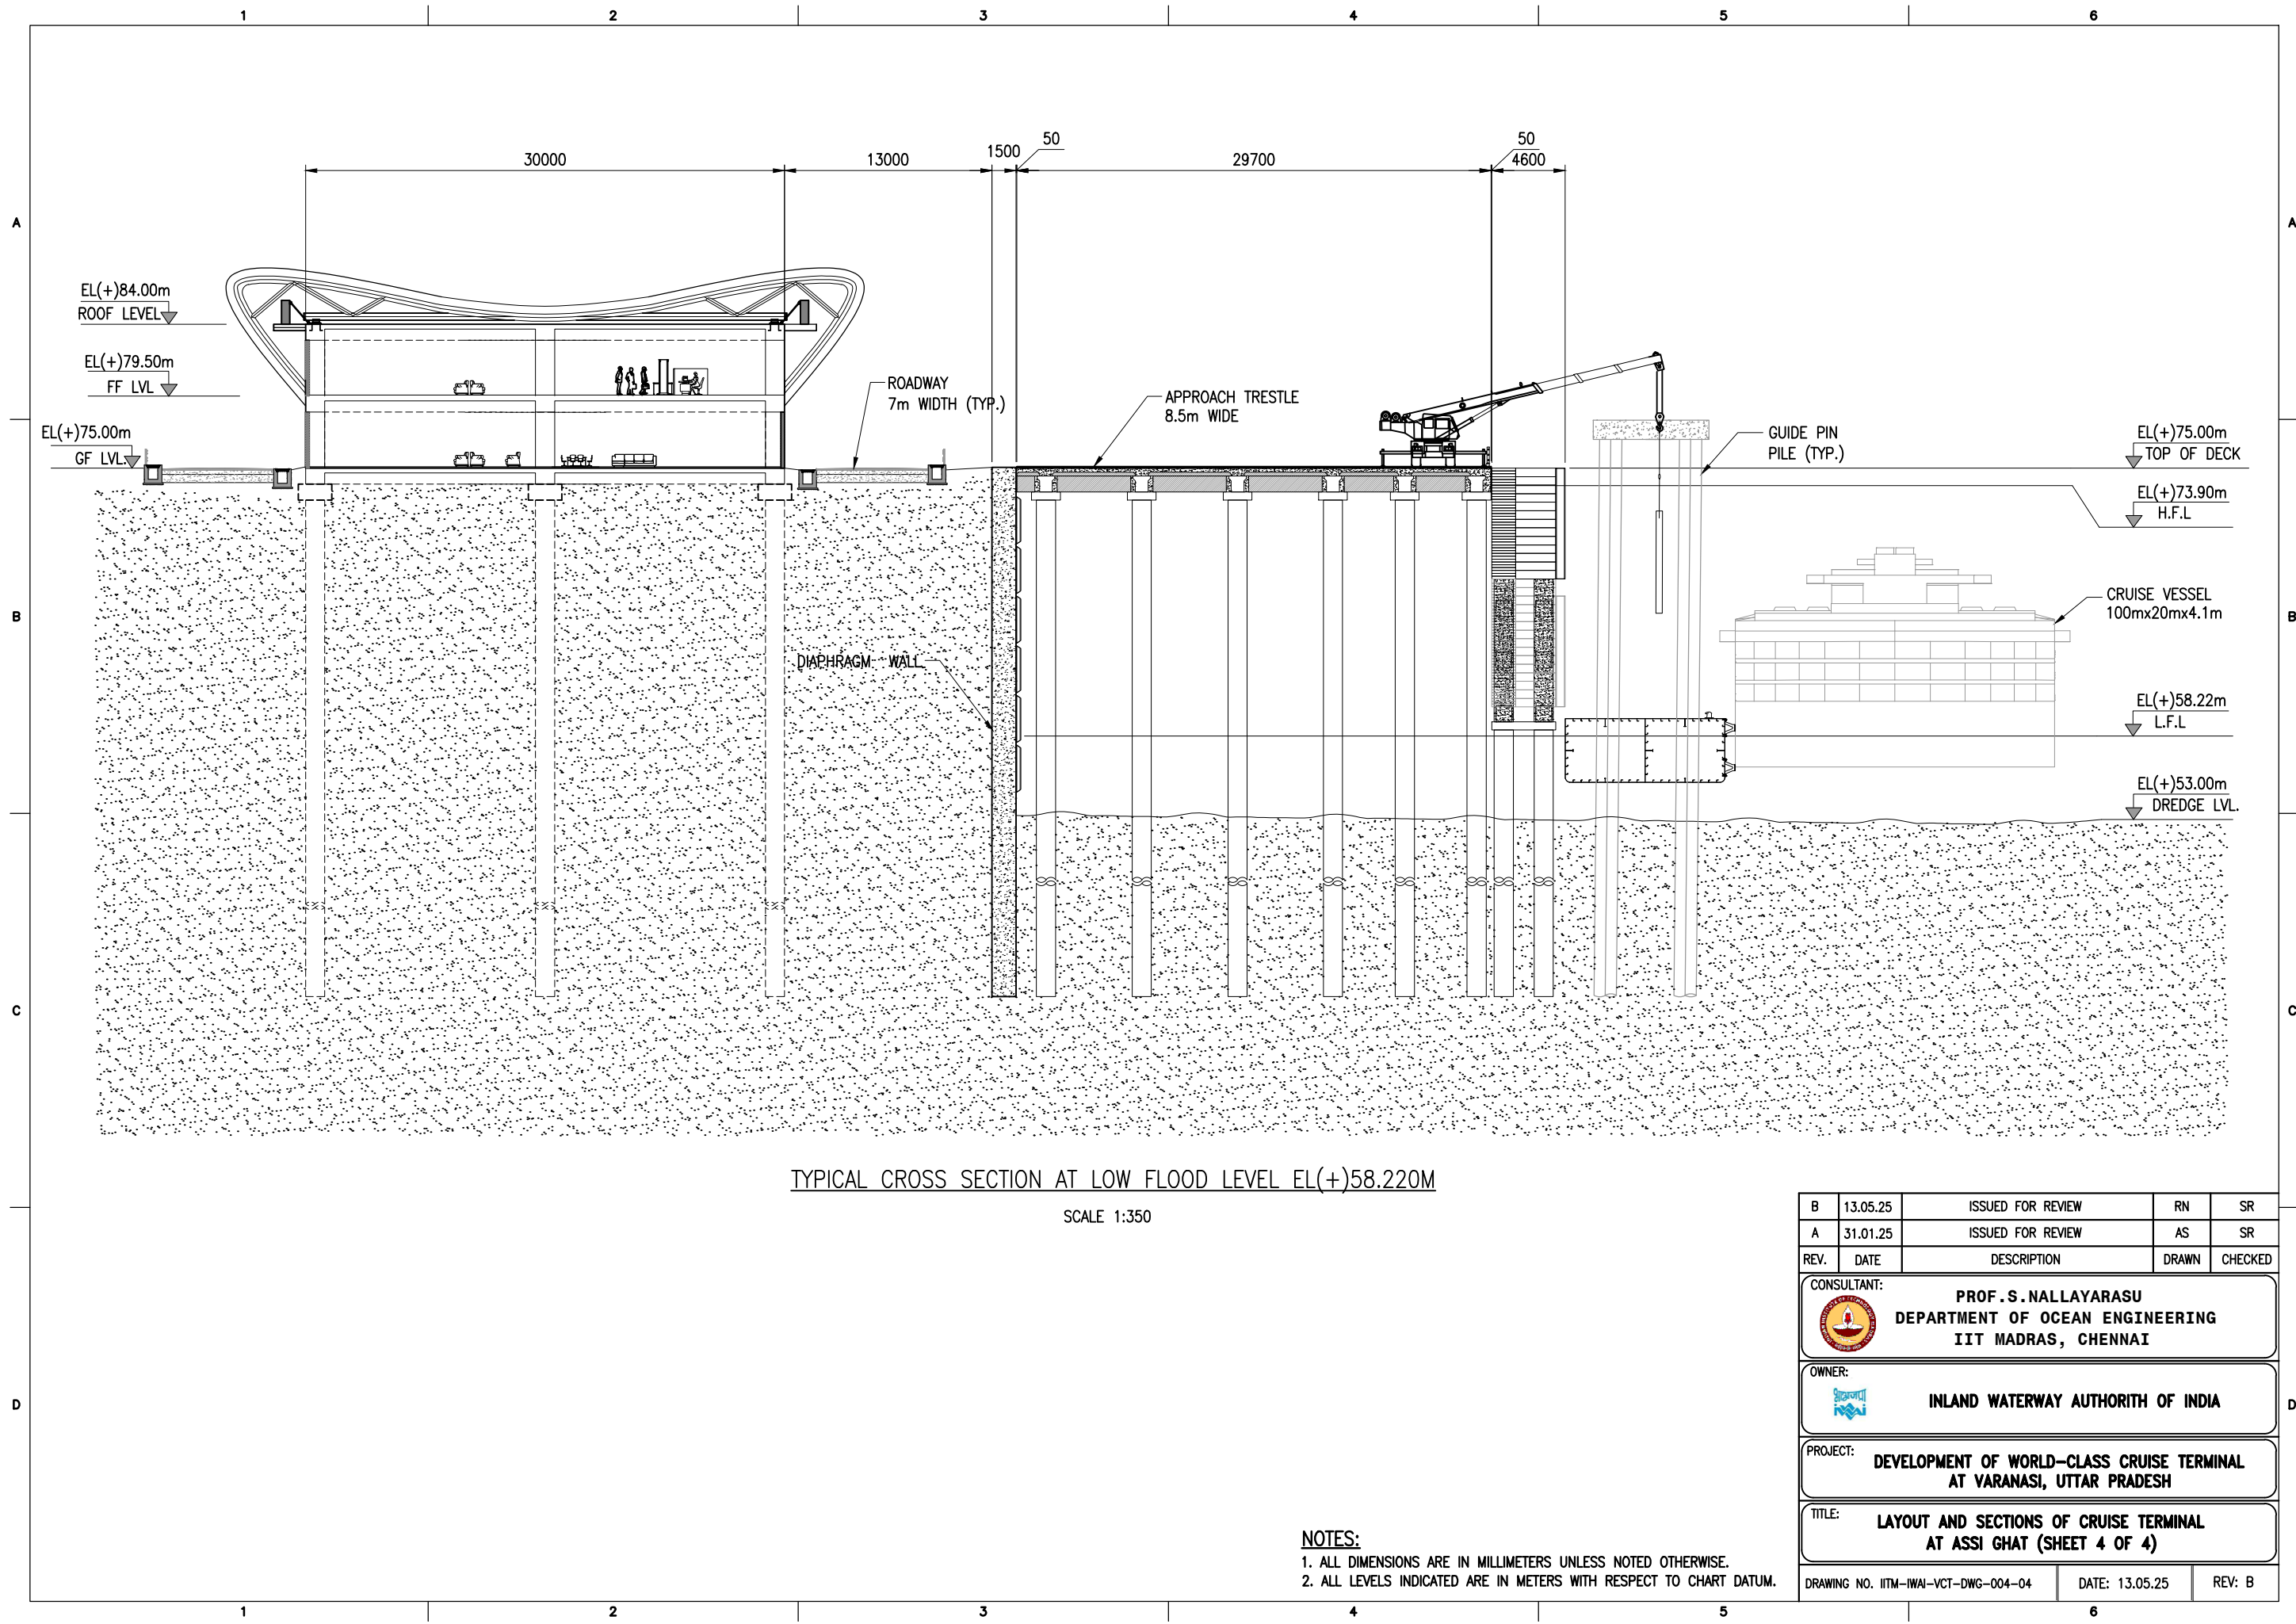 1 2 3 4 5 6
A A
B B
C C
D D
1 2 3 4 5 6
30000
13000
1500
50
29700
50
4600
EL(+)84.00m
ROOF LEVEL
EL(+)79.50m
FF LVL
EL(+)75.00m
GF LVL.
ROADWAY
7m WIDTH (TYP.)
APPROACH TRESTLE
8.5m WIDE
GUIDE PIN
PILE (TYP.)
EL(+)75.00m
TOP OF DECK
EL(+)73.90m
H.F.L
CRUISE VESSEL
100mx20mx4.1m
DIAPHRAGM WALL
EL(+)58.22m
L.F.L
EL(+)53.00m
DREDGE LVL.
TYPICAL CROSS SECTION AT LOW FLOOD LEVEL EL(+)58.220M
SCALE 1:350
NOTES:
1. ALL DIMENSIONS ARE IN MILLIMETERS UNLESS NOTED OTHERWISE.
2. ALL LEVELS INDICATED ARE IN METERS WITH RESPECT TO CHART DATUM.
B 13.05.25 ISSUED FOR REVIEW RN SR
A 31.01.25 ISSUED FOR REVIEW AS SR
REV. DATE DESCRIPTION DRAWN CHECKED
CONSULTANT:
PROF.S.NALLAYARASU
DEPARTMENT OF OCEAN ENGINEERING
IIT MADRAS, CHENNAI
OWNER:
INLAND WATERWAY AUTHORITH OF INDIA
PROJECT:
DEVELOPMENT OF WORLD-CLASS CRUISE TERMINAL
AT VARANASI, UTTAR PRADESH
TITLE:
LAYOUT AND SECTIONS OF CRUISE TERMINAL
AT ASSI GHAT (SHEET 4 OF 4)
DRAWING NO. IITM-IWAI-VCT-DWG-004-04 DATE: 13.05.25 REV: B